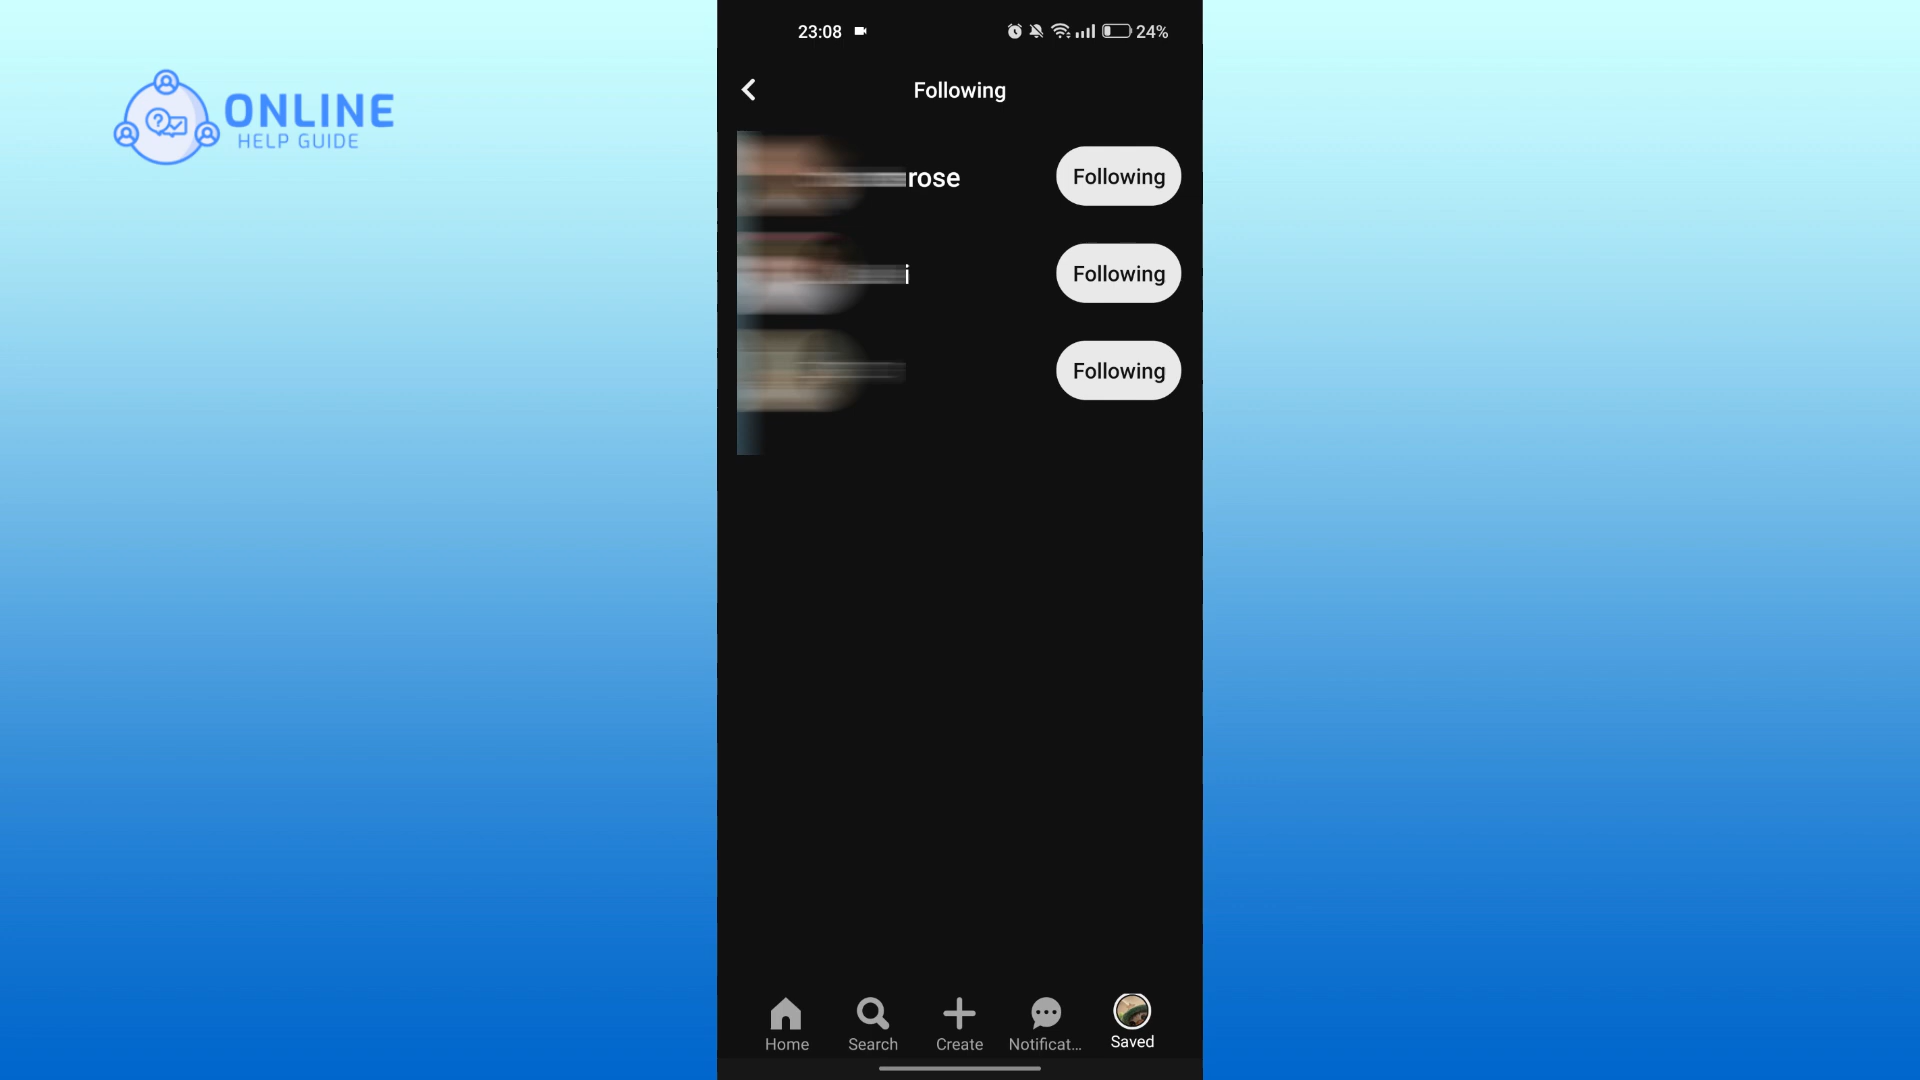 23:08 24%
ONLINE
HELP GUIDE
Following
rose Following
i Following
Following
Home Search Create Notificat... Saved